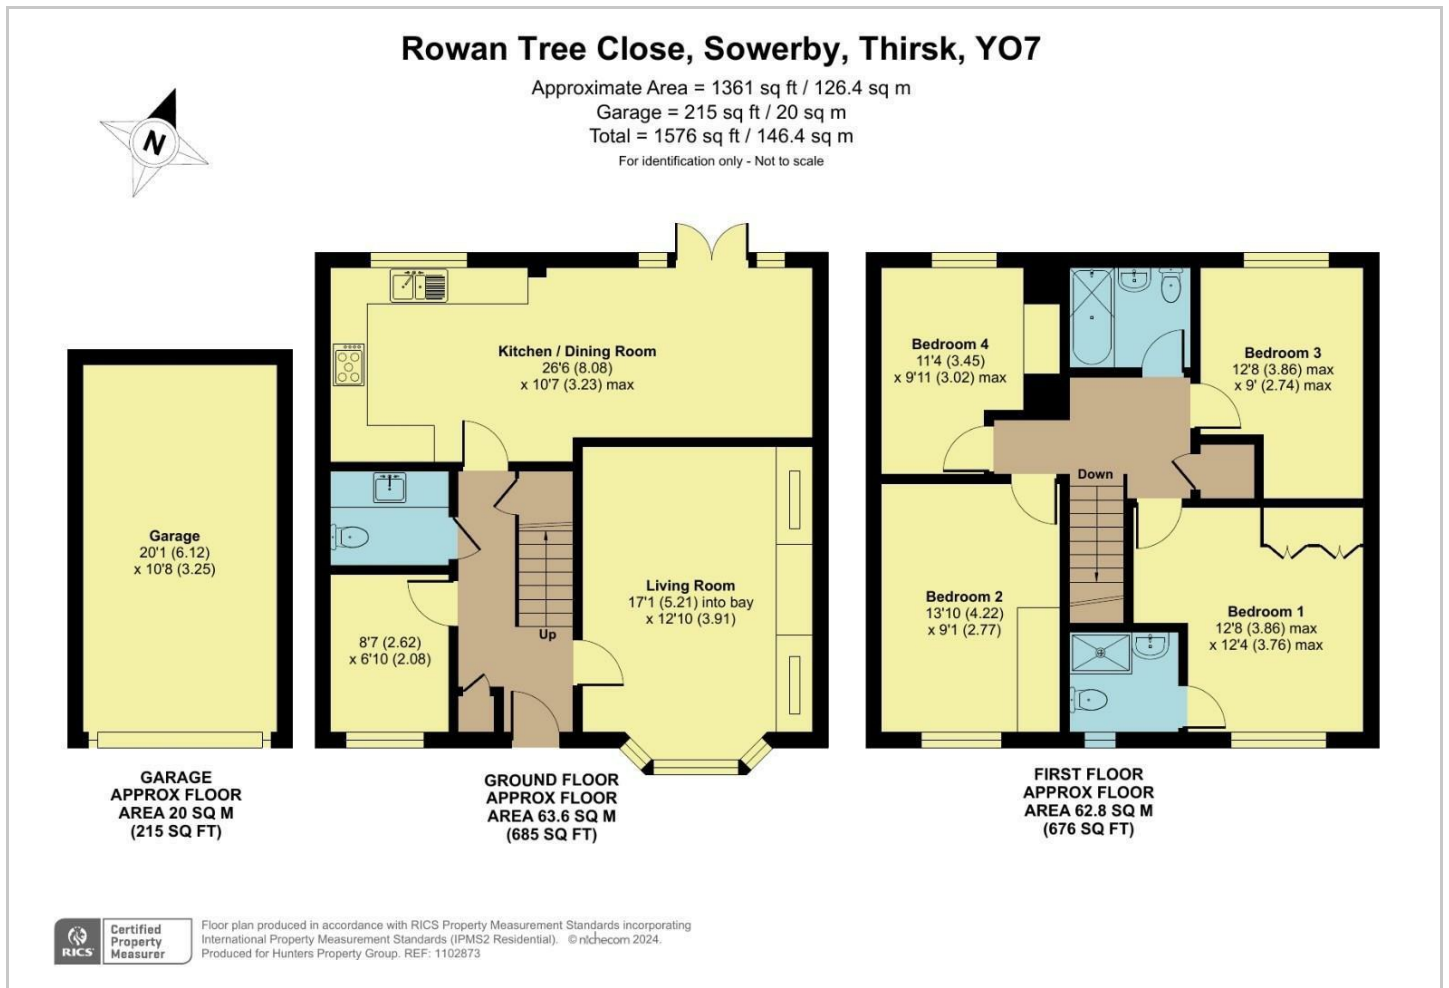 Rowan Tree Close, Sowerby, Thirsk, YO7
Approximate Area = 1361 sq ft / 126.4 sq m
Garage = 215 sq ft / 20 sq m
Total = 1576 sq ft / 146.4 sq m
For identification only - Not to scale
N
Garage
20'1 (6.12)
x 10'8 (3.25)
GARAGE
APPROX FLOOR
AREA 20 SQ M
(215 SQ FT)
Kitchen / Dining Room
26'6 (8.08)
x 10'7 (3.23) max
8'7 (2.62)
x 6'10 (2.08)
Up
Living Room
17'1 (5.21) into bay
x 12'10 (3.91)
GROUND FLOOR
APPROX FLOOR
AREA 63.6 SQ M
(685 SQ FT)
Bedroom 4
11'4 (3.45)
x 9'11 (3.02) max
Bedroom 3
12'8 (3.86) max
x 9' (2.74) max
Down
Bedroom 2
13'10 (4.22)
x 9'1 (2.77)
Bedroom 1
12'8 (3.86) max
x 12'4 (3.76) max
FIRST FLOOR
APPROX FLOOR
AREA 62.8 SQ M
(676 SQ FT)
RICS
Certified
Property
Measurer
Floor plan produced in accordance with RICS Property Measurement Standards incorporating
International Property Measurement Standards (IPMS2 Residential). © nichecom 2024.
Produced for Hunters Property Group. REF: 1102873